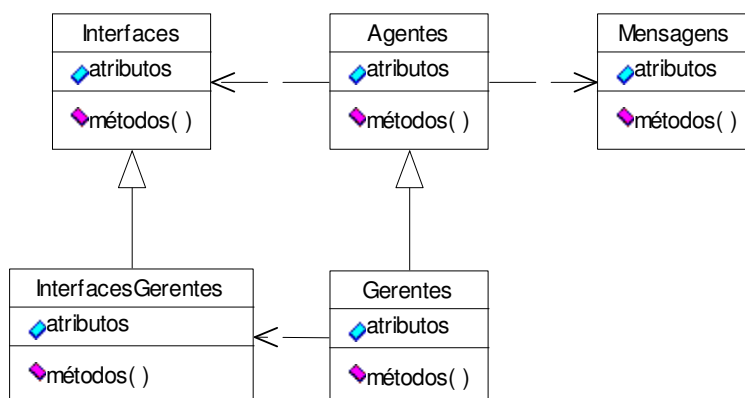 Interfaces
atributos
métodos( )
Agentes
atributos
métodos( )
Mensagens
atributos
métodos( )
InterfacesGerentes
atributos
métodos( )
Gerentes
atributos
métodos( )